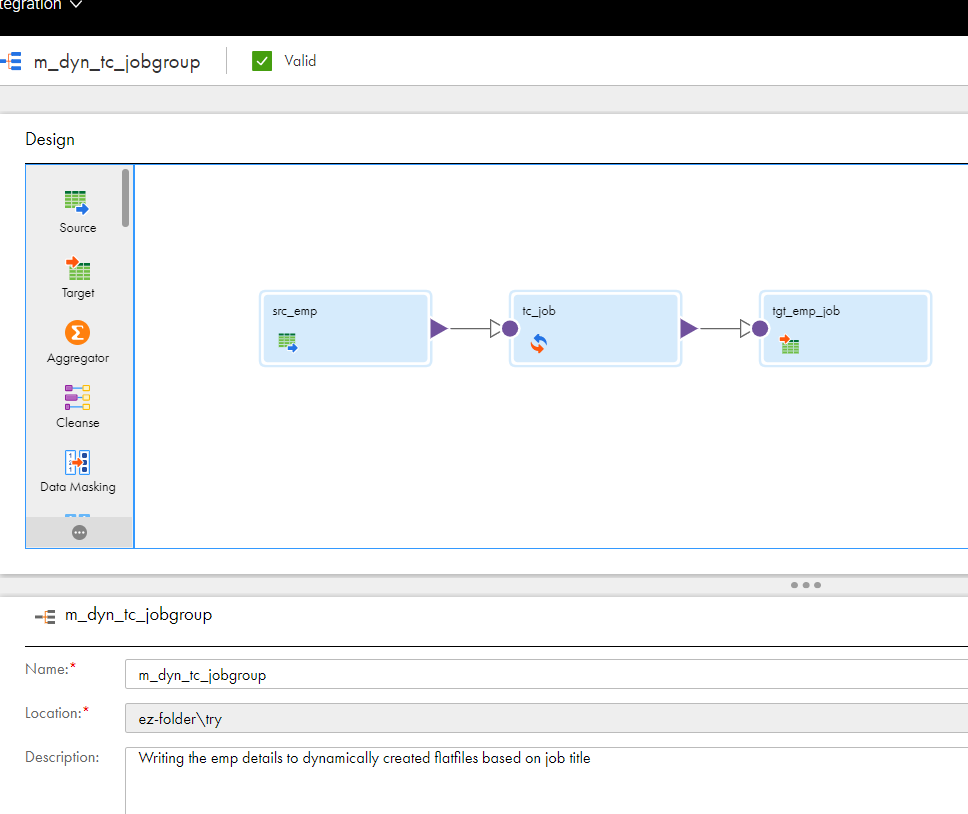 tegration
m_dyn_tc_jobgroup
Valid
Design
Source
Target
Aggregator
Cleanse
Data Masking
src_emp
tc_job
tgt_emp_job
m_dyn_tc_jobgroup
Name:*
m_dyn_tc_jobgroup
Location:*
ez-folder\try
Description:
Writing the emp details to dynamically created flatfiles based on job title